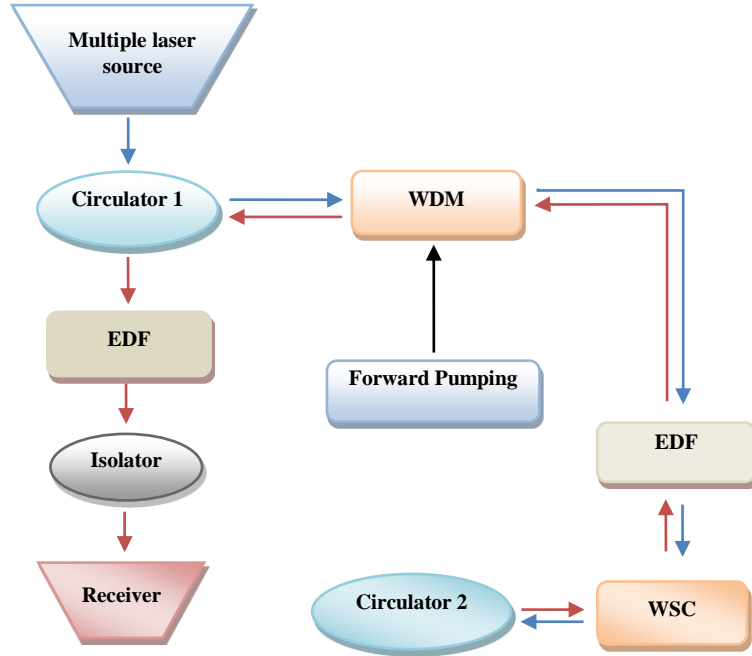 Multiple laser
source
Circulator 1
WDM
EDF
Forward Pumping
Isolator
EDF
Receiver
Circulator 2
WSC